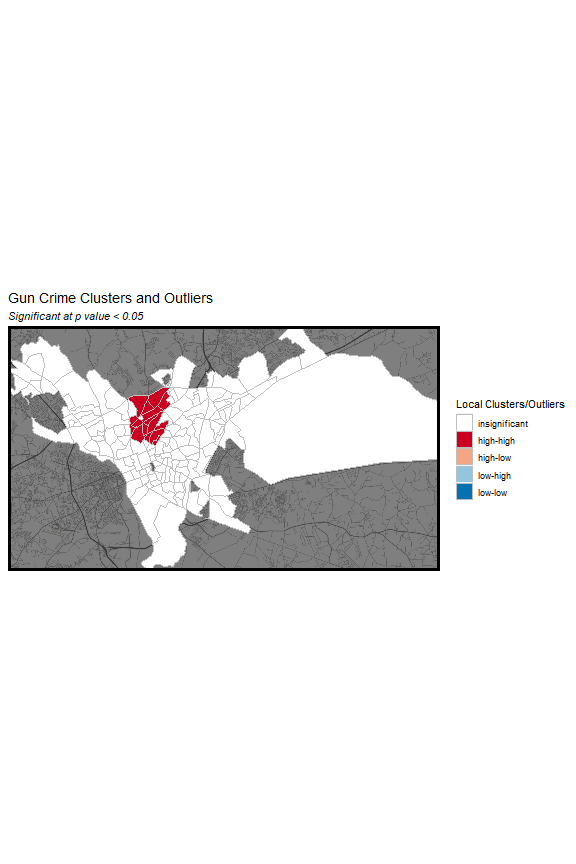 Gun Crime Clusters and Outliers
Significant at p value < 0.05
Local Clusters/Outliers
insignificant
high-high
high-low
low-high
low-low